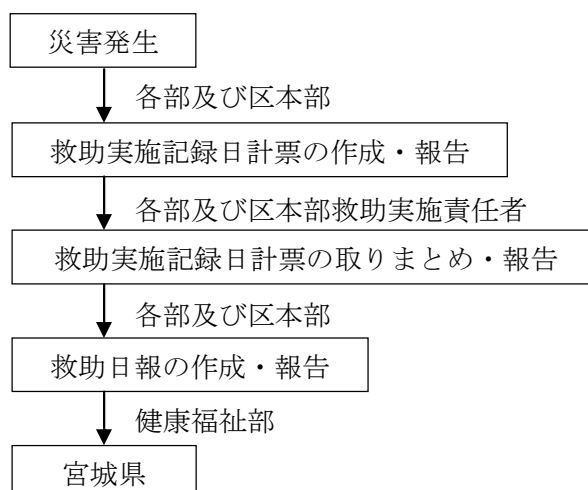 災害発生
各部及び区本部
救助実施記録日計票の作成・報告
各部及び区本部救助実施責任者
救助実施記録日計票の取りまとめ・報告
各部及び区本部
救助日報の作成・報告
健康福祉部
宮城県